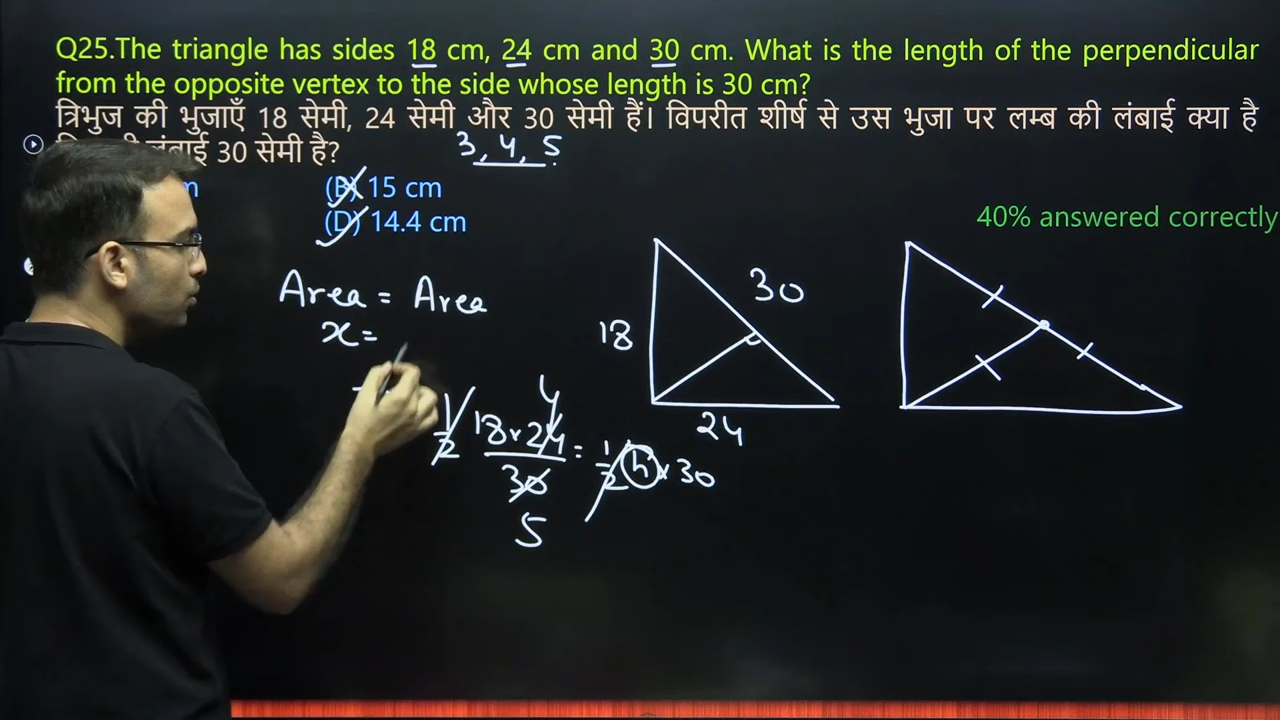 Q25.The triangle has sides 18 cm, 24 cm and 30 cm. What is the length of the perpendicular
from the opposite vertex to the side whose length is 30 cm?
त्रिभुज की भुजाएँ 18 सेमी, 24 सेमी और 30 सेमी हैं। विपरीत शीर्ष से उस भुजा पर लम्ब की लंबाई क्या है
30 सेमी है?
3, 4, 5
(B) 15 cm
(D) 14.4 cm
40% answered correctly
Area = Area
x =
30
18
24
4
1/2 18 × 24 / 30 = 1/2 h × 30
5